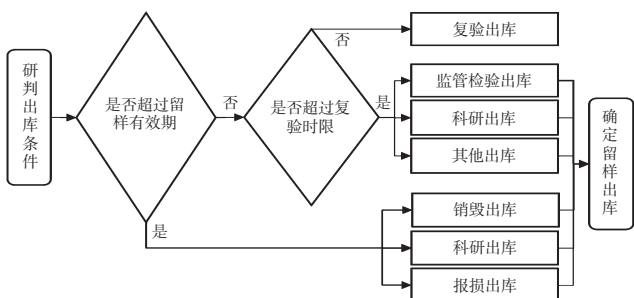 研判出库条件
是否超过留
样有效期
否
是
是否超过复
验时限
否
是
复验出库
监管检验出库
科研出库
其他出库
销毁出库
科研出库
报损出库
确定留样出库